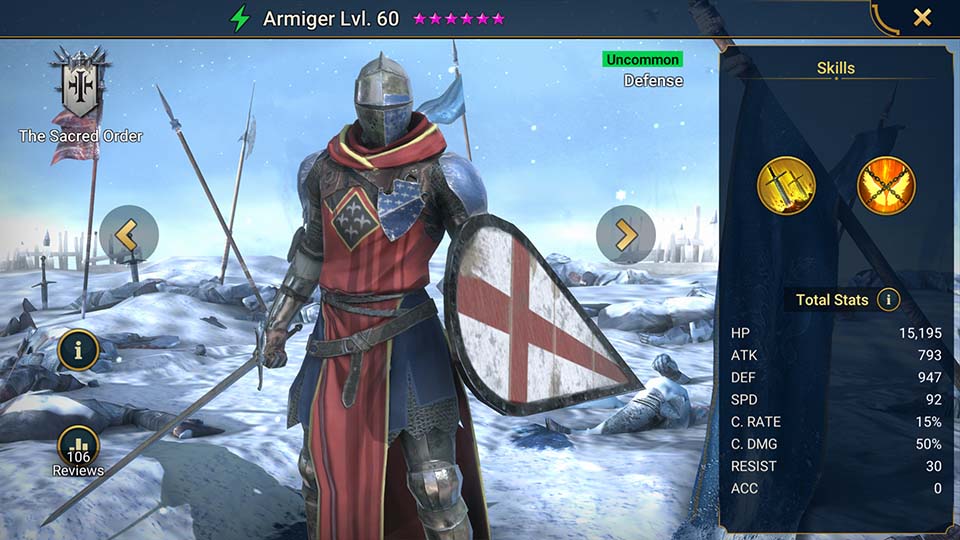 Armiger Lvl. 60
The Sacred Order
Uncommon
Defense
106
Reviews
Skills
Total Stats i
HP 15,195
ATK 793
DEF 947
SPD 92
C. RATE 15%
C. DMG 50%
RESIST 30
ACC 0